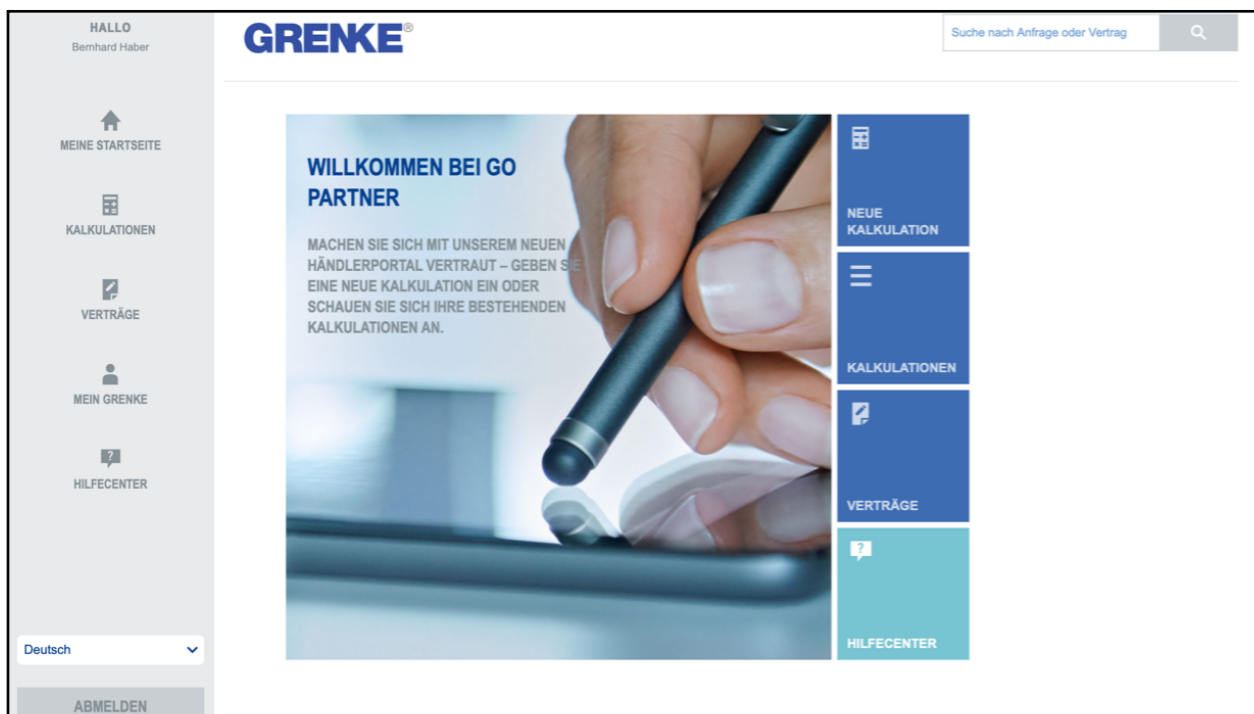 HALLO
Bernhard Haber
MEINE STARTSEITE
KALKULATIONEN
VERTRÄGE
MEIN GRENKE
HILFECENTER
Deutsch
ABMELDEN
GRENKE®
Suche nach Anfrage oder Vertrag
WILLKOMMEN BEI GO
PARTNER
MACHEN SIE SICH MIT UNSEREM NEUEN
HÄNDLERPORTAL VERTRAUT – GEBEN SIE
EINE NEUE KALKULATION EIN ODER
SCHAUEN SIE SICH IHRE BESTEHENDEN
KALKULATIONEN AN.
NEUE
KALKULATION
KALKULATIONEN
VERTRÄGE
HILFECENTER